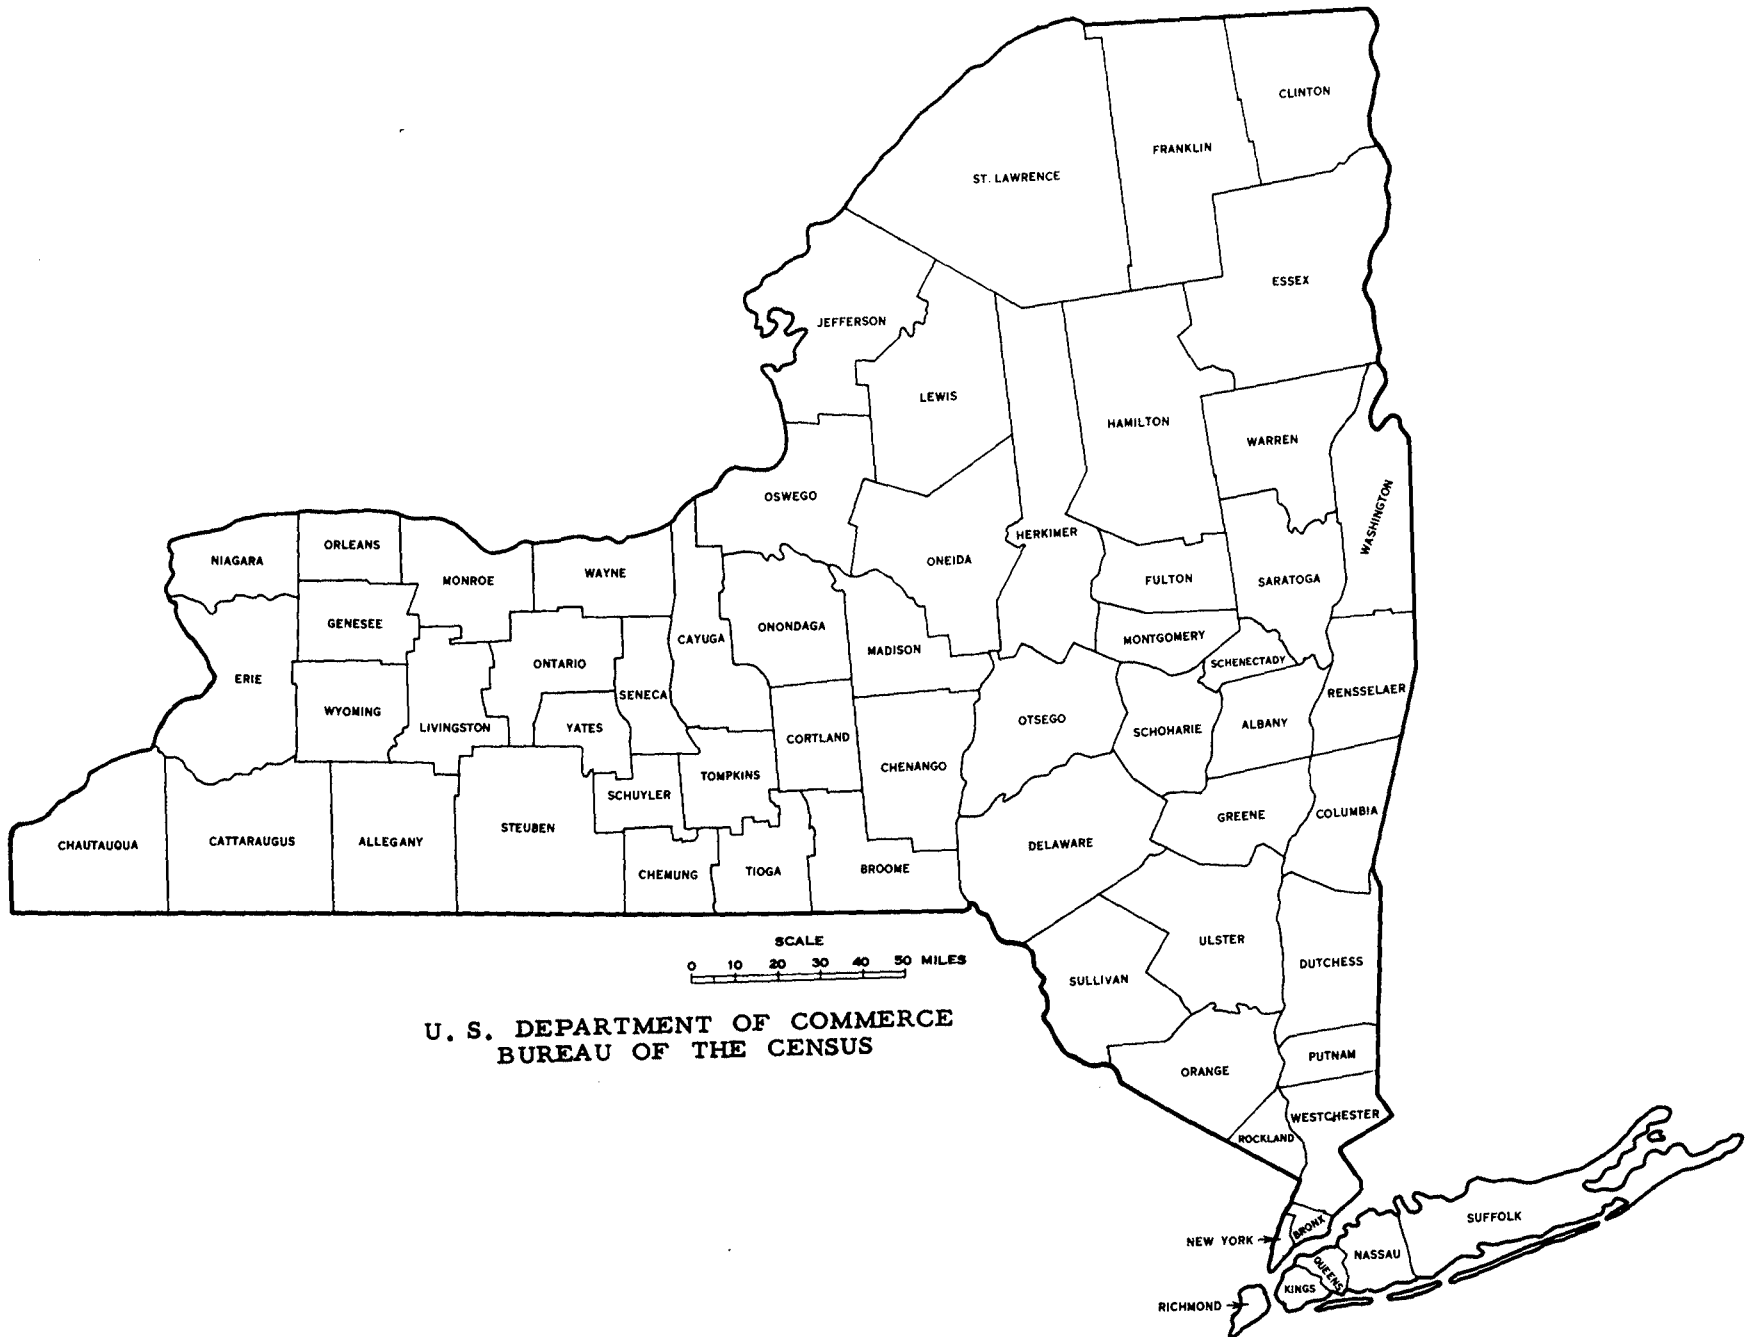 CLINTON
FRANKLIN
ST. LAWRENCE
ESSEX
JEFFERSON
LEWIS
HAMILTON
WARREN
OSWEGO
WASHINGTON
HERKIMER
ONEIDA
NIAGARA
ORLEANS
MONROE
WAYNE
FULTON
SARATOGA
GENESEE
ONONDAGA
CAYUGA
MONTGOMERY
MADISON
ONTARIO
SCHENECTADY
ERIE
SENECA
RENSSELAER
WYOMING
LIVINGSTON
YATES
OTSEGO
SCHOHARIE
ALBANY
CORTLAND
CHENANGO
TOMPKINS
SCHUYLER
GREENE
COLUMBIA
STEUBEN
CHAUTAUQUA
CATTARAUGUS
ALLEGANY
DELAWARE
CHEMUNG
TIOGA
BROOME
SCALE
0 10 20 30 40 50 MILES
ULSTER
DUTCHESS
SULLIVAN
U. S. DEPARTMENT OF COMMERCE
BUREAU OF THE CENSUS
PUTNAM
ORANGE
WESTCHESTER
ROCKLAND
SUFFOLK
BRONX
NEW YORK
NASSAU
QUEENS
KINGS
RICHMOND